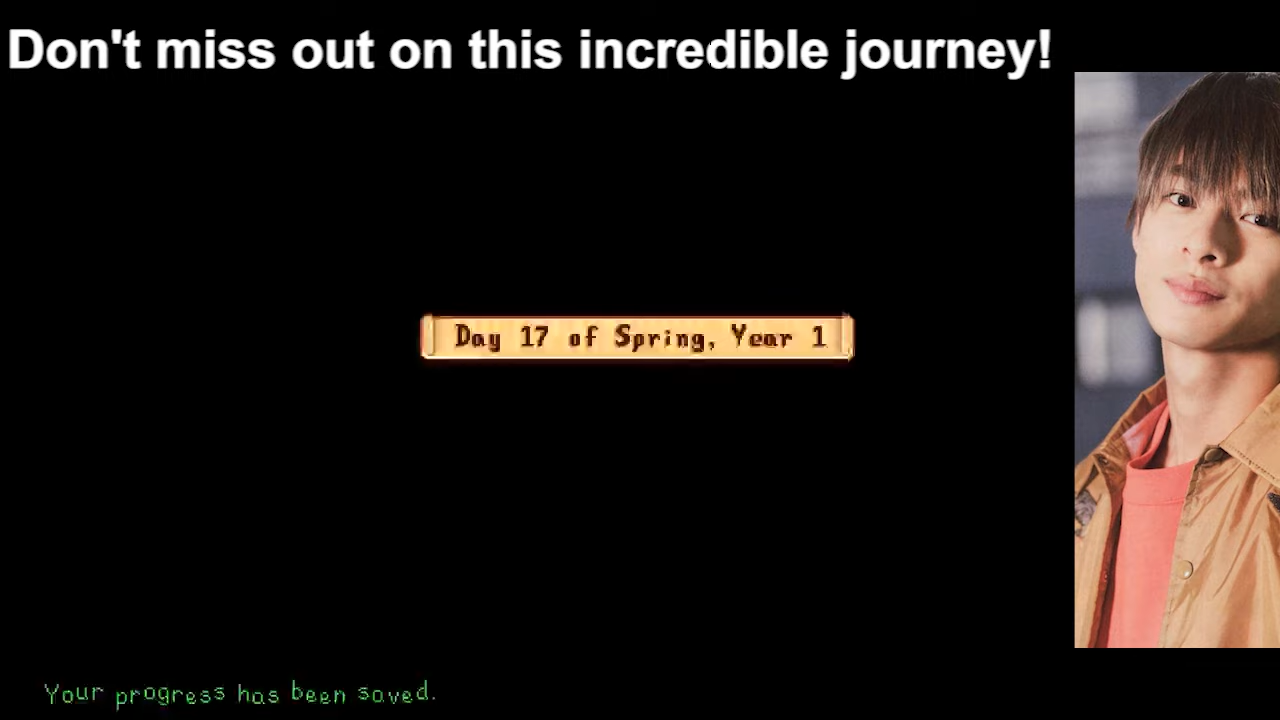 Don't miss out on this incredible journey!
Day 17 of Spring, Year 1
Your progress has been saved.